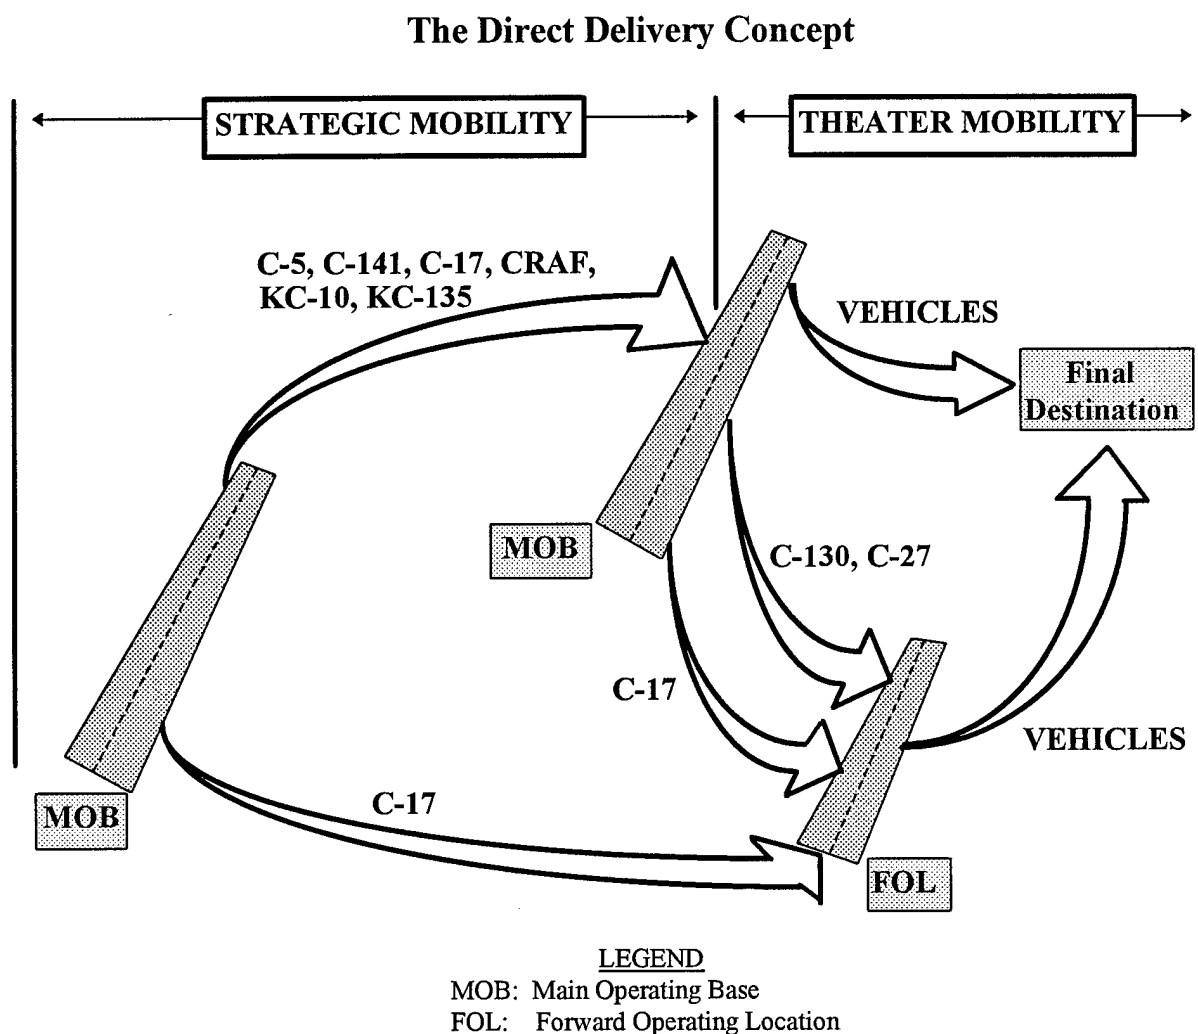 The Direct Delivery Concept
STRATEGIC MOBILITY
THEATER MOBILITY
C-5, C-141, C-17, CRAF,
KC-10, KC-135
VEHICLES
Final
Destination
MOB
C-130, C-27
C-17
VEHICLES
MOB
C-17
FOL
LEGEND
MOB: Main Operating Base
FOL: Forward Operating Location